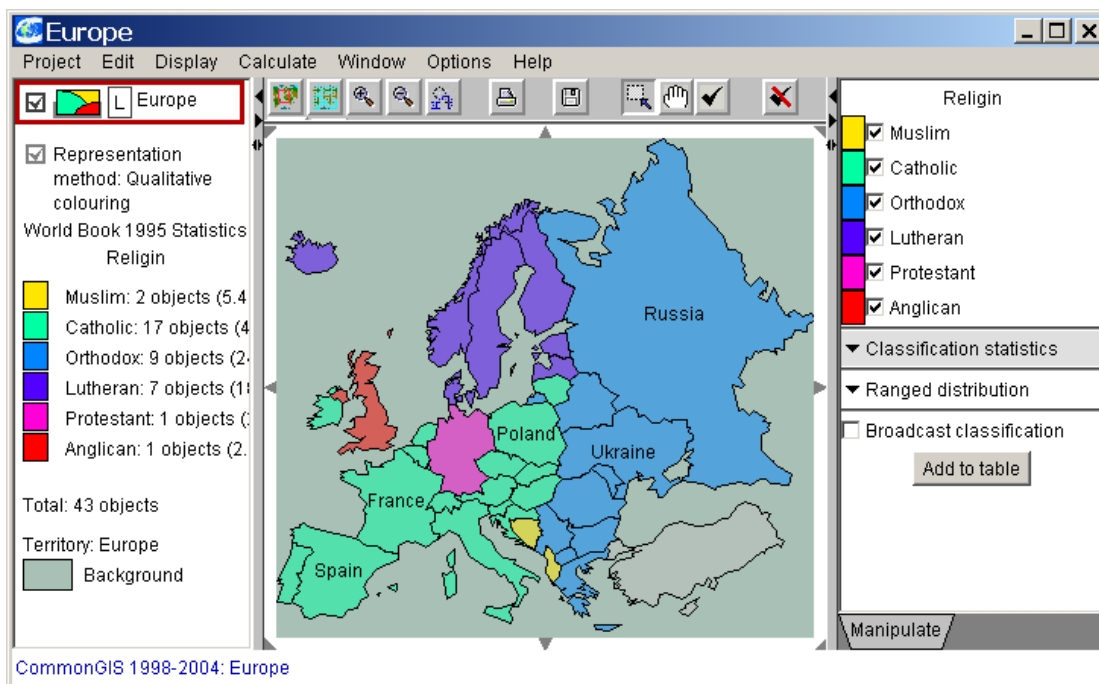 Europe
Project Edit Display Calculate Window Options Help
L Europe
Representation
method: Qualitative
colouring
World Book 1995 Statistics
Religin
Muslim: 2 objects (5.4
Catholic: 17 objects (4
Orthodox: 9 objects (2
Lutheran: 7 objects (1
Protestant: 1 objects (
Anglican: 1 objects (2.
Total: 43 objects
Territory: Europe
Background
Russia
Poland
Ukraine
France
Spain
Religin
Muslim
Catholic
Orthodox
Lutheran
Protestant
Anglican
Classification statistics
Ranged distribution
Broadcast classification
Add to table
Manipulate
CommonGIS 1998-2004: Europe